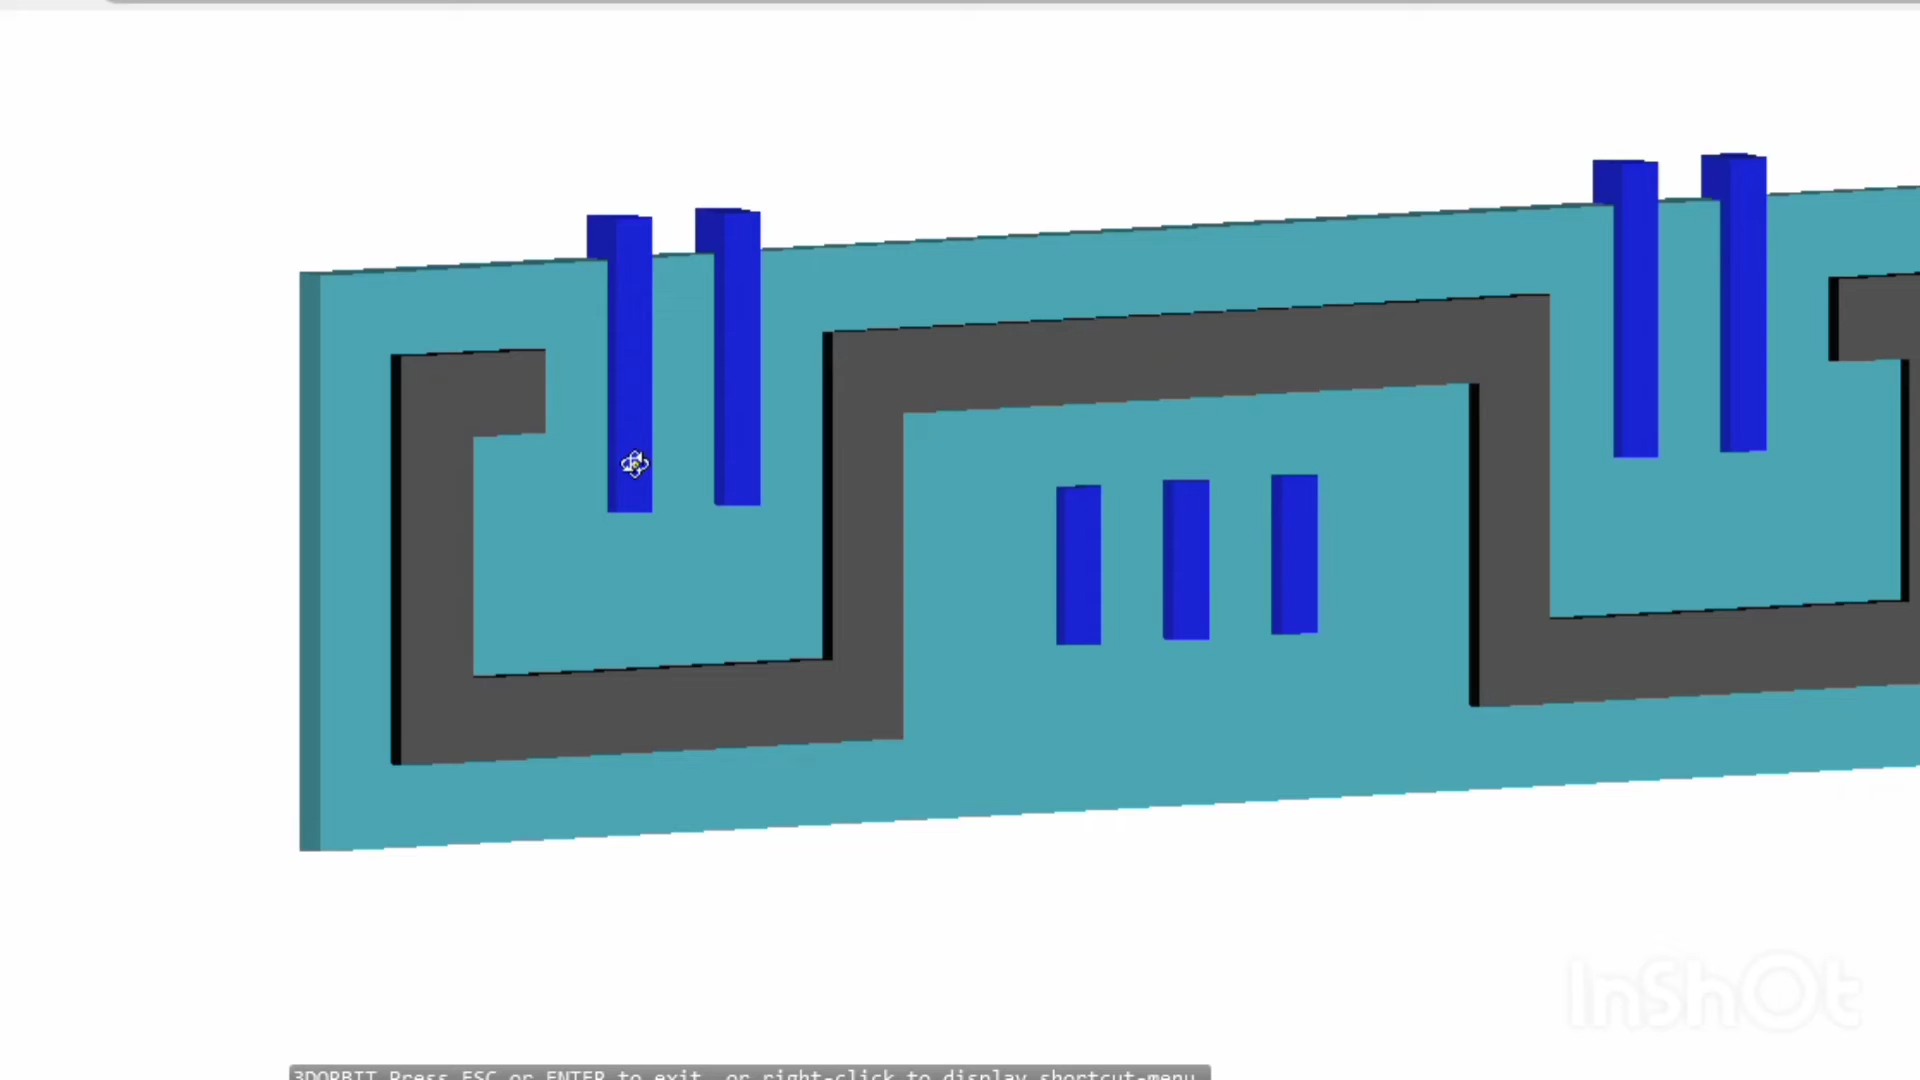 InShOt
3DORBIT Press ESC or ENTER to exit, or right-click to display shortcut-menu.